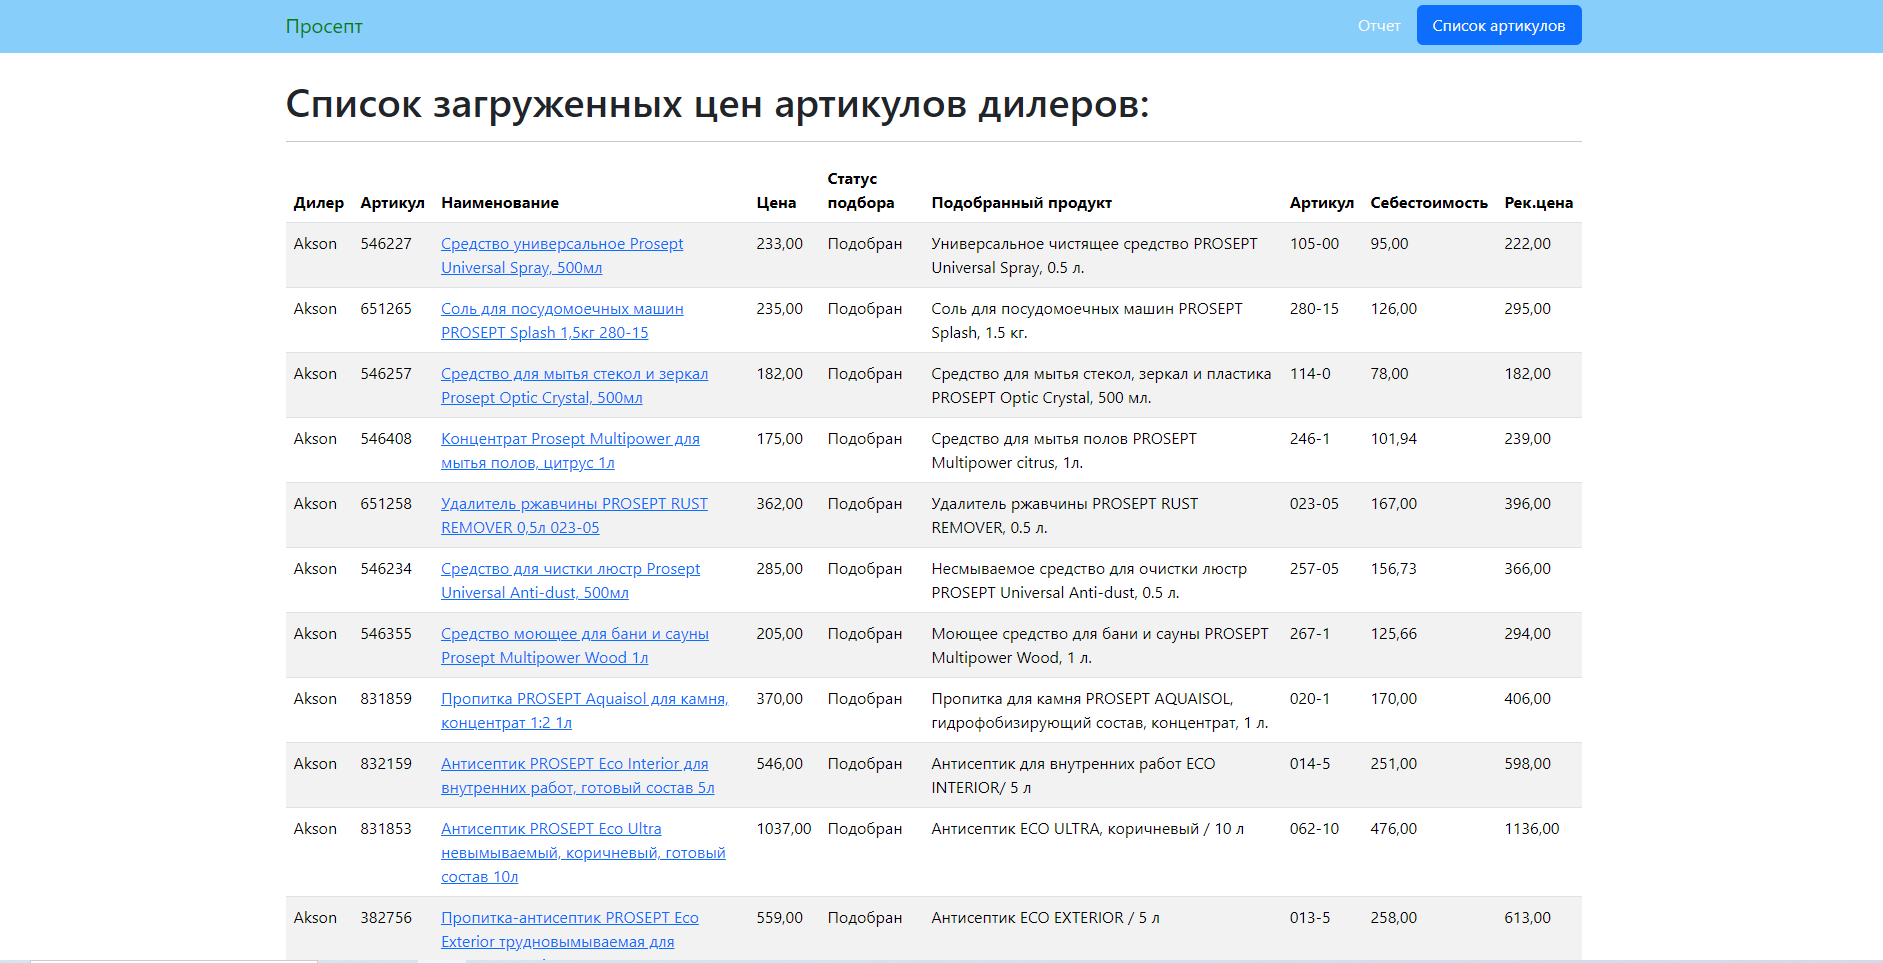 Просепт
Отчет
Список артикулов
Список загруженных цен артикулов дилеров:
Дилер Артикул Наименование Цена Статус подбора Подобранный продукт Артикул Себестоимость Рек.цена
Akson 546227 Средство универсальное Prosept 233,00 Подобран Универсальное чистящее средство PROSEPT 105-00 95,00 222,00
Universal Spray, 500мл Universal Spray, 0.5 л.
Akson 651265 Соль для посудомоечных машин 235,00 Подобран Соль для посудомоечных машин PROSEPT 280-15 126,00 295,00
PROSEPT Splash 1,5кг 280-15 Splash, 1.5 кг.
Akson 546257 Средство для мытья стекол и зеркал 182,00 Подобран Средство для мытья стекол, зеркал и пластика 114-0 78,00 182,00
Prosept Optic Crystal, 500мл PROSEPT Optic Crystal, 500 мл.
Akson 546408 Концентрат Prosept Multipower для 175,00 Подобран Средство для мытья полов PROSEPT 246-1 101,94 239,00
мытья полов, цитрус 1л Multipower citrus, 1л.
Akson 651258 Удалитель ржавчины PROSEPT RUST 362,00 Подобран Удалитель ржавчины PROSEPT RUST 023-05 167,00 396,00
REMOVER 0,5л 023-05 REMOVER, 0.5 л.
Akson 546234 Средство для чистки люстр Prosept 285,00 Подобран Несмываемое средство для очистки люстр 257-05 156,73 366,00
Universal Anti-dust, 500мл PROSEPT Universal Anti-dust, 0.5 л.
Akson 546355 Средство моющее для бани и сауны 205,00 Подобран Моющее средство для бани и сауны PROSEPT 267-1 125,66 294,00
Prosept Multipower Wood 1л Multipower Wood, 1 л.
Akson 831859 Пропитка PROSEPT Aquaisol для камня, 370,00 Подобран Пропитка для камня PROSEPT AQUAISOL, 020-1 170,00 406,00
концентрат 1:2 1л гидрофобизирующий состав, концентрат, 1 л.
Akson 832159 Антисептик PROSEPT Eco Interior для 546,00 Подобран Антисептик для внутренних работ ECO 014-5 251,00 598,00
внутренних работ, готовый состав 5л INTERIOR/ 5 л
Akson 831853 Антисептик PROSEPT Eco Ultra 1037,00 Подобран Антисептик ECO ULTRA, коричневый / 10 л 062-10 476,00 1136,00
невымываемый, коричневый, готовый
состав 10л
Akson 382756 Пропитка-антисептик PROSEPT Eco 559,00 Подобран Антисептик ECO EXTERIOR / 5 л 013-5 258,00 613,00
Exterior трудновымываемая для